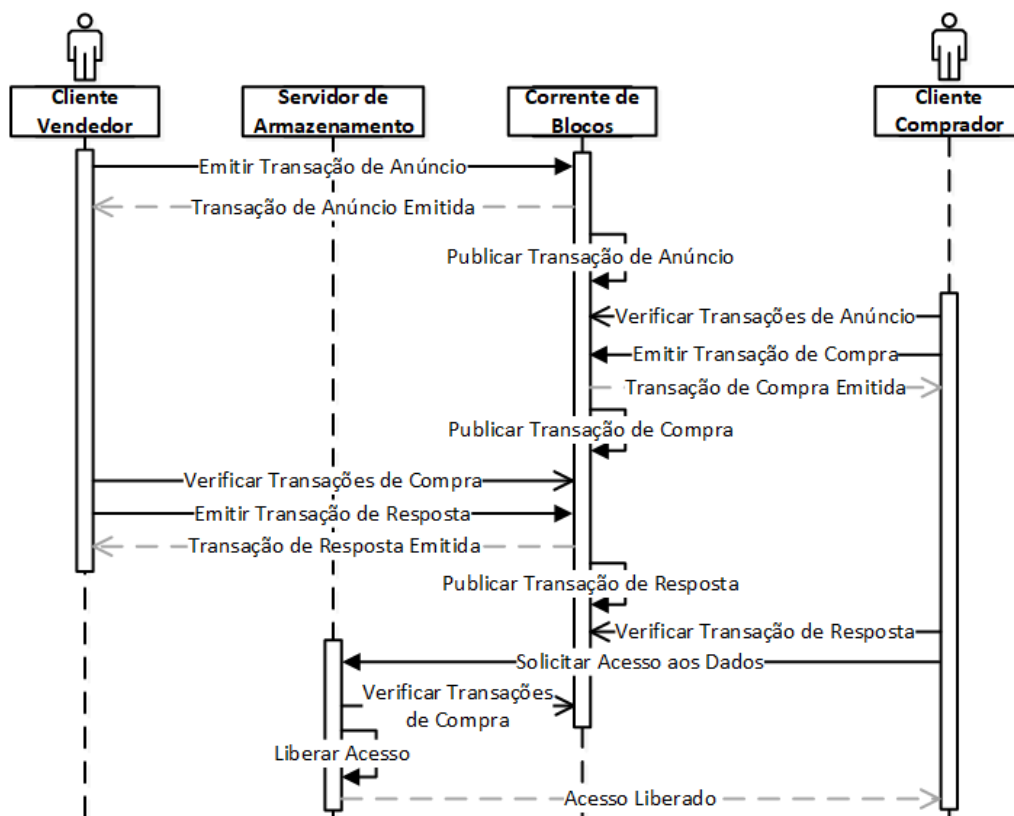 Cliente
Vendedor
Servidor de
Armazenamento
Corrente de
Blocos
Cliente
Comprador
Emitir Transação de Anúncio
Transação de Anúncio Emitida
Publicar Transação de Anúncio
Verificar Transações de Anúncio
Emitir Transação de Compra
Transação de Compra Emitida
Publicar Transação de Compra
Verificar Transações de Compra
Emitir Transação de Resposta
Transação de Resposta Emitida
Publicar Transação de Resposta
Verificar Transação de Resposta
Solicitar Acesso aos Dados
Verificar Transações
de Compra
Liberar Acesso
Acesso Liberado